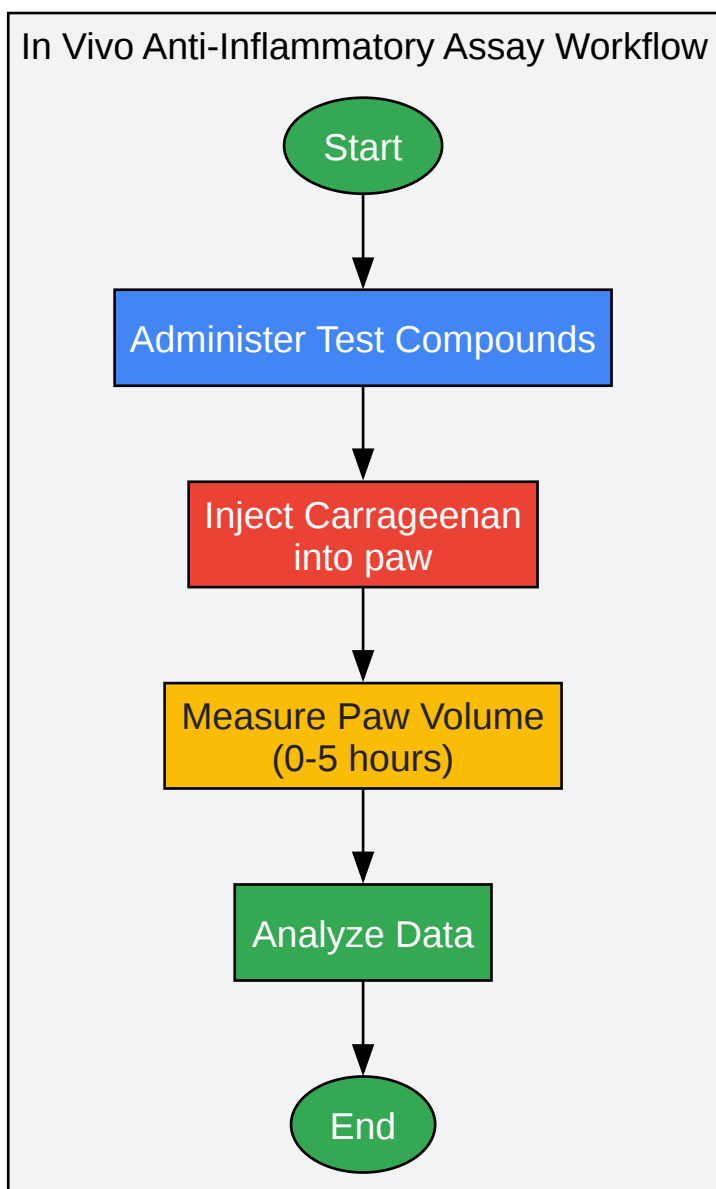 In Vivo Anti-Inflammatory Assay Workflow
Start
Administer Test Compounds
Inject Carrageenan
into paw
Measure Paw Volume
(0-5 hours)
Analyze Data
End